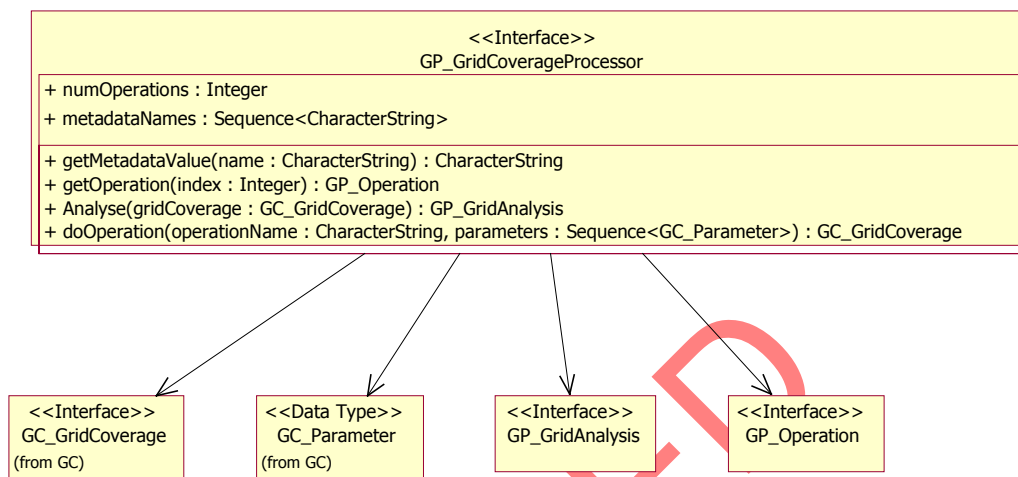 <<Interface>>
GP_GridCoverageProcessor
+ numOperations : Integer
+ metadataNames : Sequence<CharacterString>
+ getMetadataValue(name : CharacterString) : CharacterString
+ getOperation(index : Integer) : GP_Operation
+ Analyse(gridCoverage : GC_GridCoverage) : GP_GridAnalysis
+ doOperation(operationName : CharacterString, parameters : Sequence<GC_Parameter>) : GC_GridCoverage
<<Interface>>
GC_GridCoverage
(from GC)
<<Data Type>>
GC_Parameter
(from GC)
<<Interface>>
GP_GridAnalysis
<<Interface>>
GP_Operation